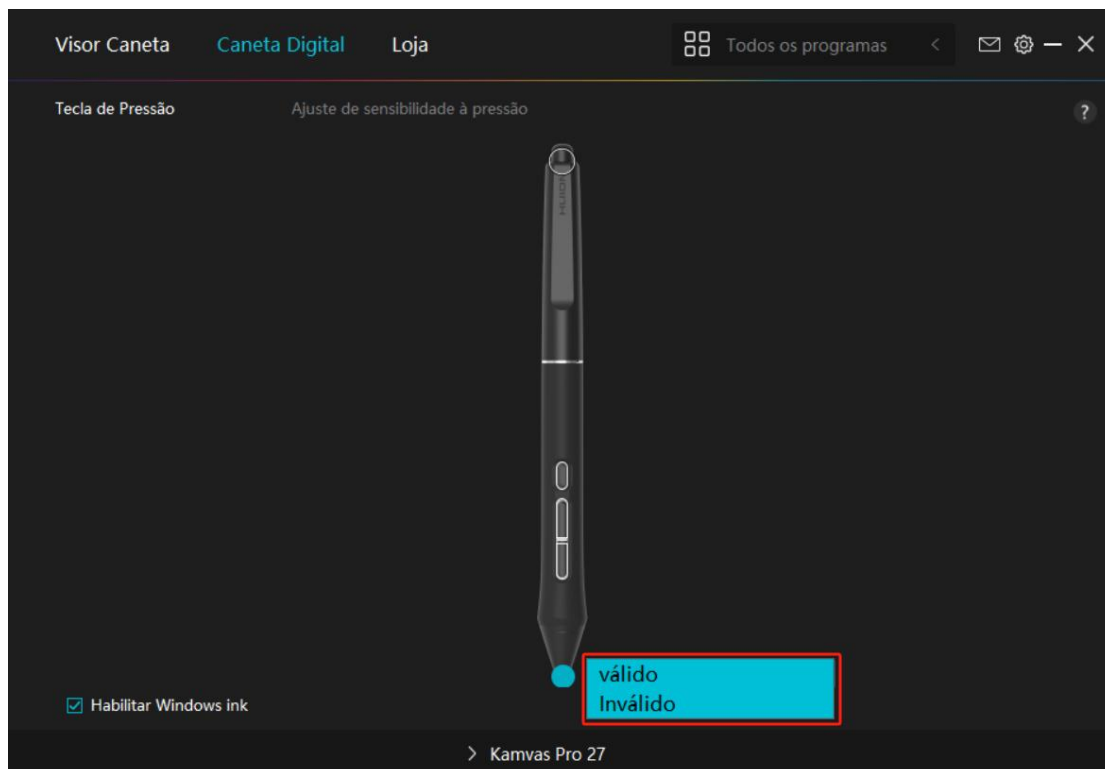 Visor Caneta
Caneta Digital
Loja
Todos os programas
Tecla de Pressão
Ajuste de sensibilidade à pressão
?
HUION
válido
Inválido
Habilitar Windows ink
Kamvas Pro 27